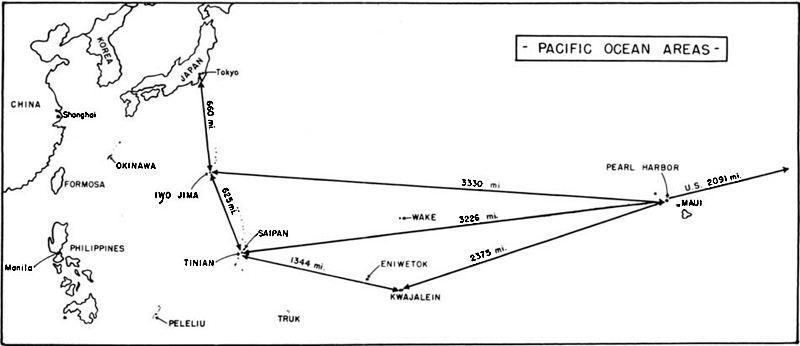 - PACIFIC OCEAN AREAS -
KOREA
JAPAN
Tokyo
CHINA
Shanghai
660 mi.
OKINAWA
PEARL HARBOR
FORMOSA
IWO JIMA
3330 mi
U.S. 2091 mi.
MAUI
625 mi.
WAKE
3226 mi.
SAIPAN
PHILIPPINES
Manila
TINIAN
1344 mi.
ENIWETOK
2375 mi.
KWAJALEIN
PELELIU
TRUK